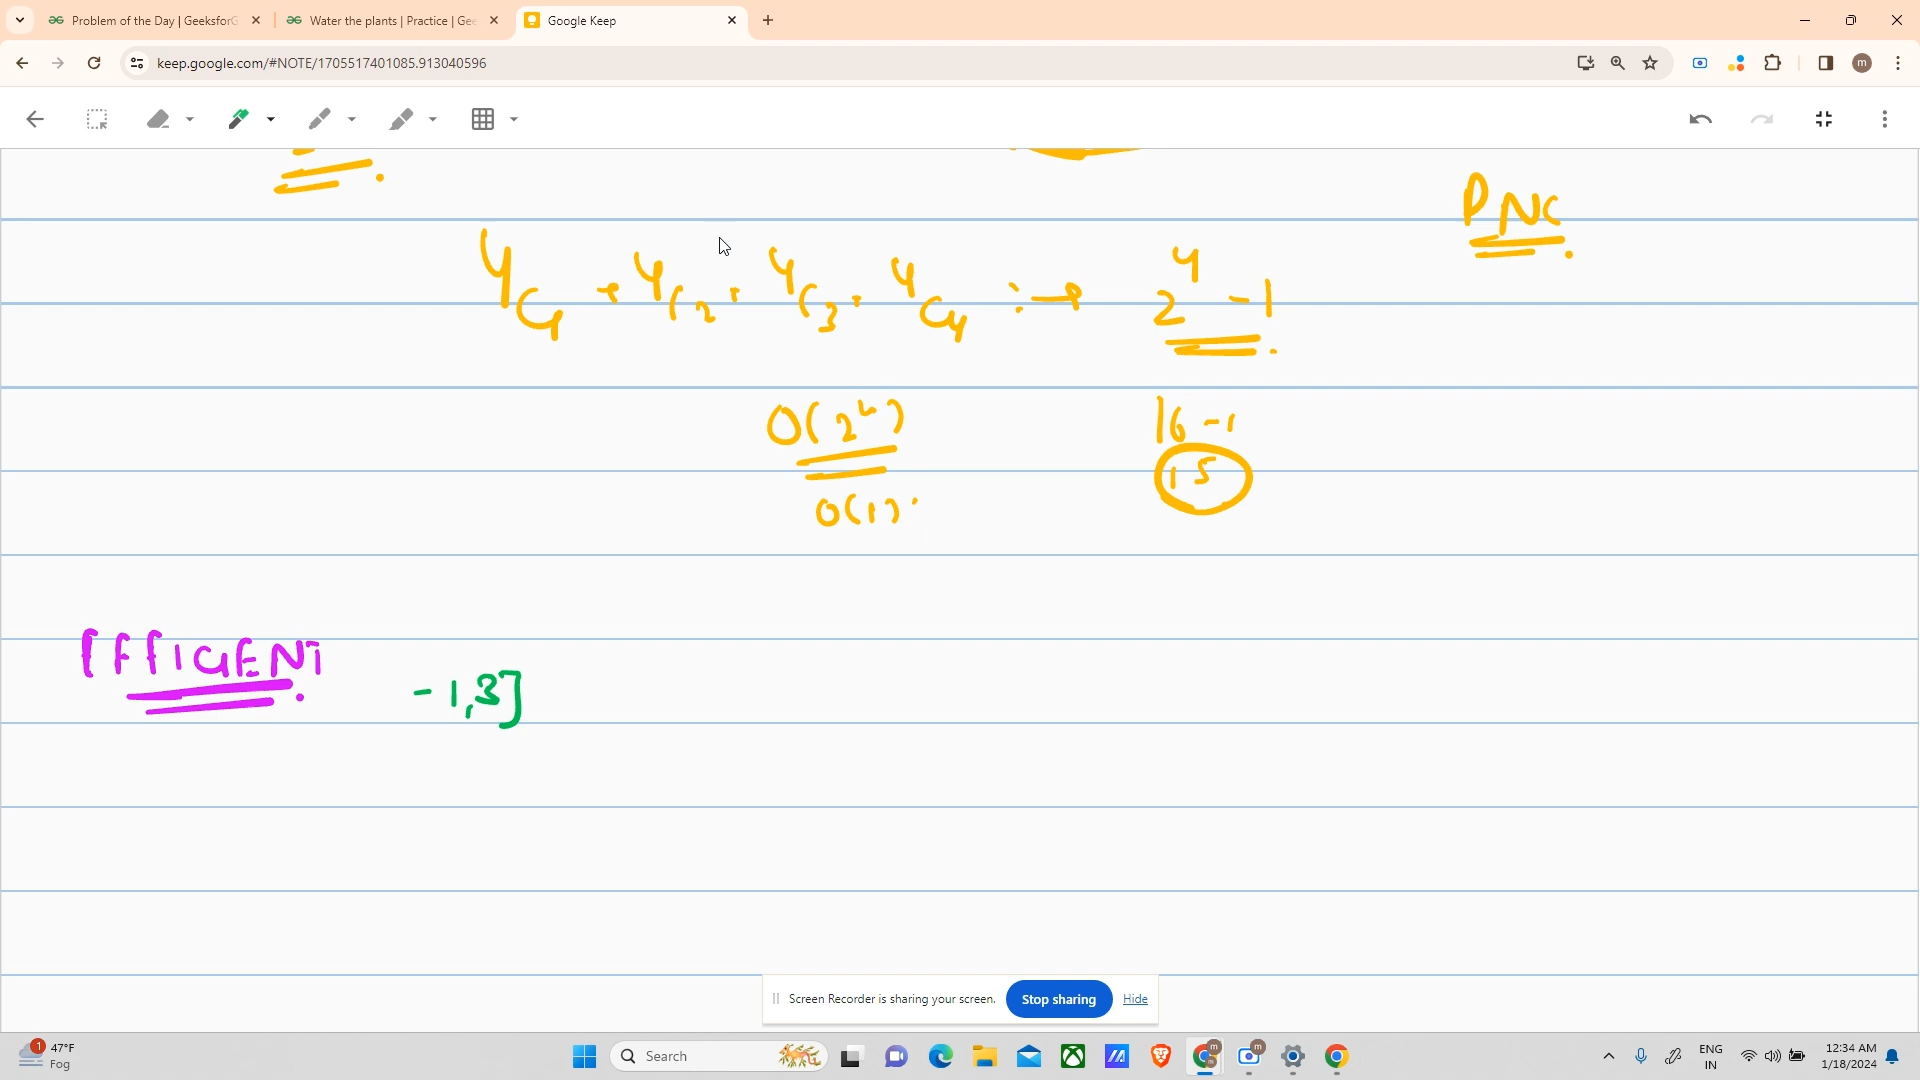 Problem of the Day | GeeksforG
Water the plants | Practice | Gee
Google Keep
keep.google.com/#NOTE/1705517401085.913040596
m
PNC
4C1 + 4C2 + 4C3 + 4C4 :→ 2^4 -1
O(2^n) 16-1
15
O(1)
EFFICIENT
-1,3]
Screen Recorder is sharing your screen. Stop sharing Hide
1 47°F
Fog
Search
ENG
IN
12:34 AM
1/18/2024